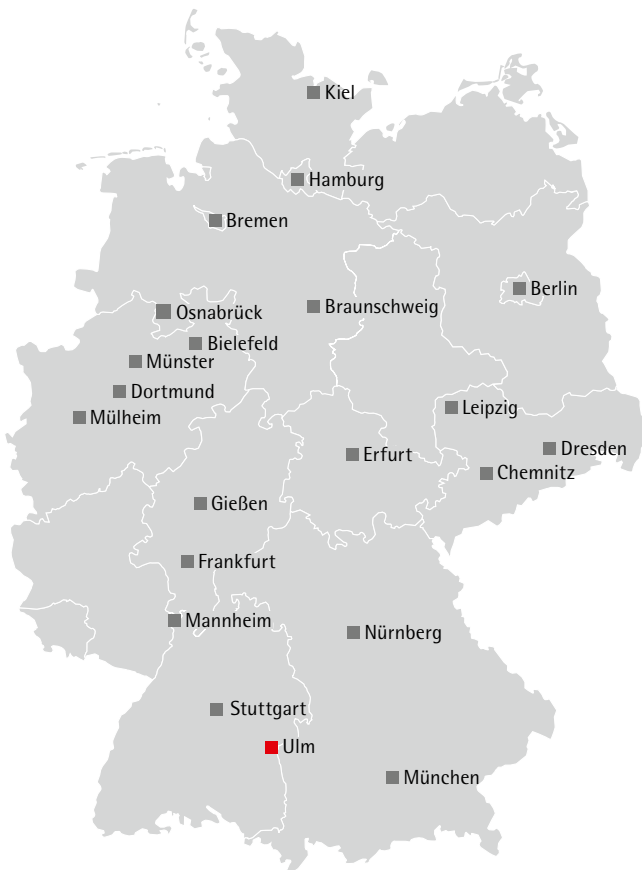 Kiel
Hamburg
Bremen
Berlin
Braunschweig
Osnabrück
Bielefeld
Münster
Dortmund
Leipzig
Mülheim
Dresden
Erfurt
Chemnitz
Gießen
Frankfurt
Mannheim
Nürnberg
Stuttgart
Ulm
München